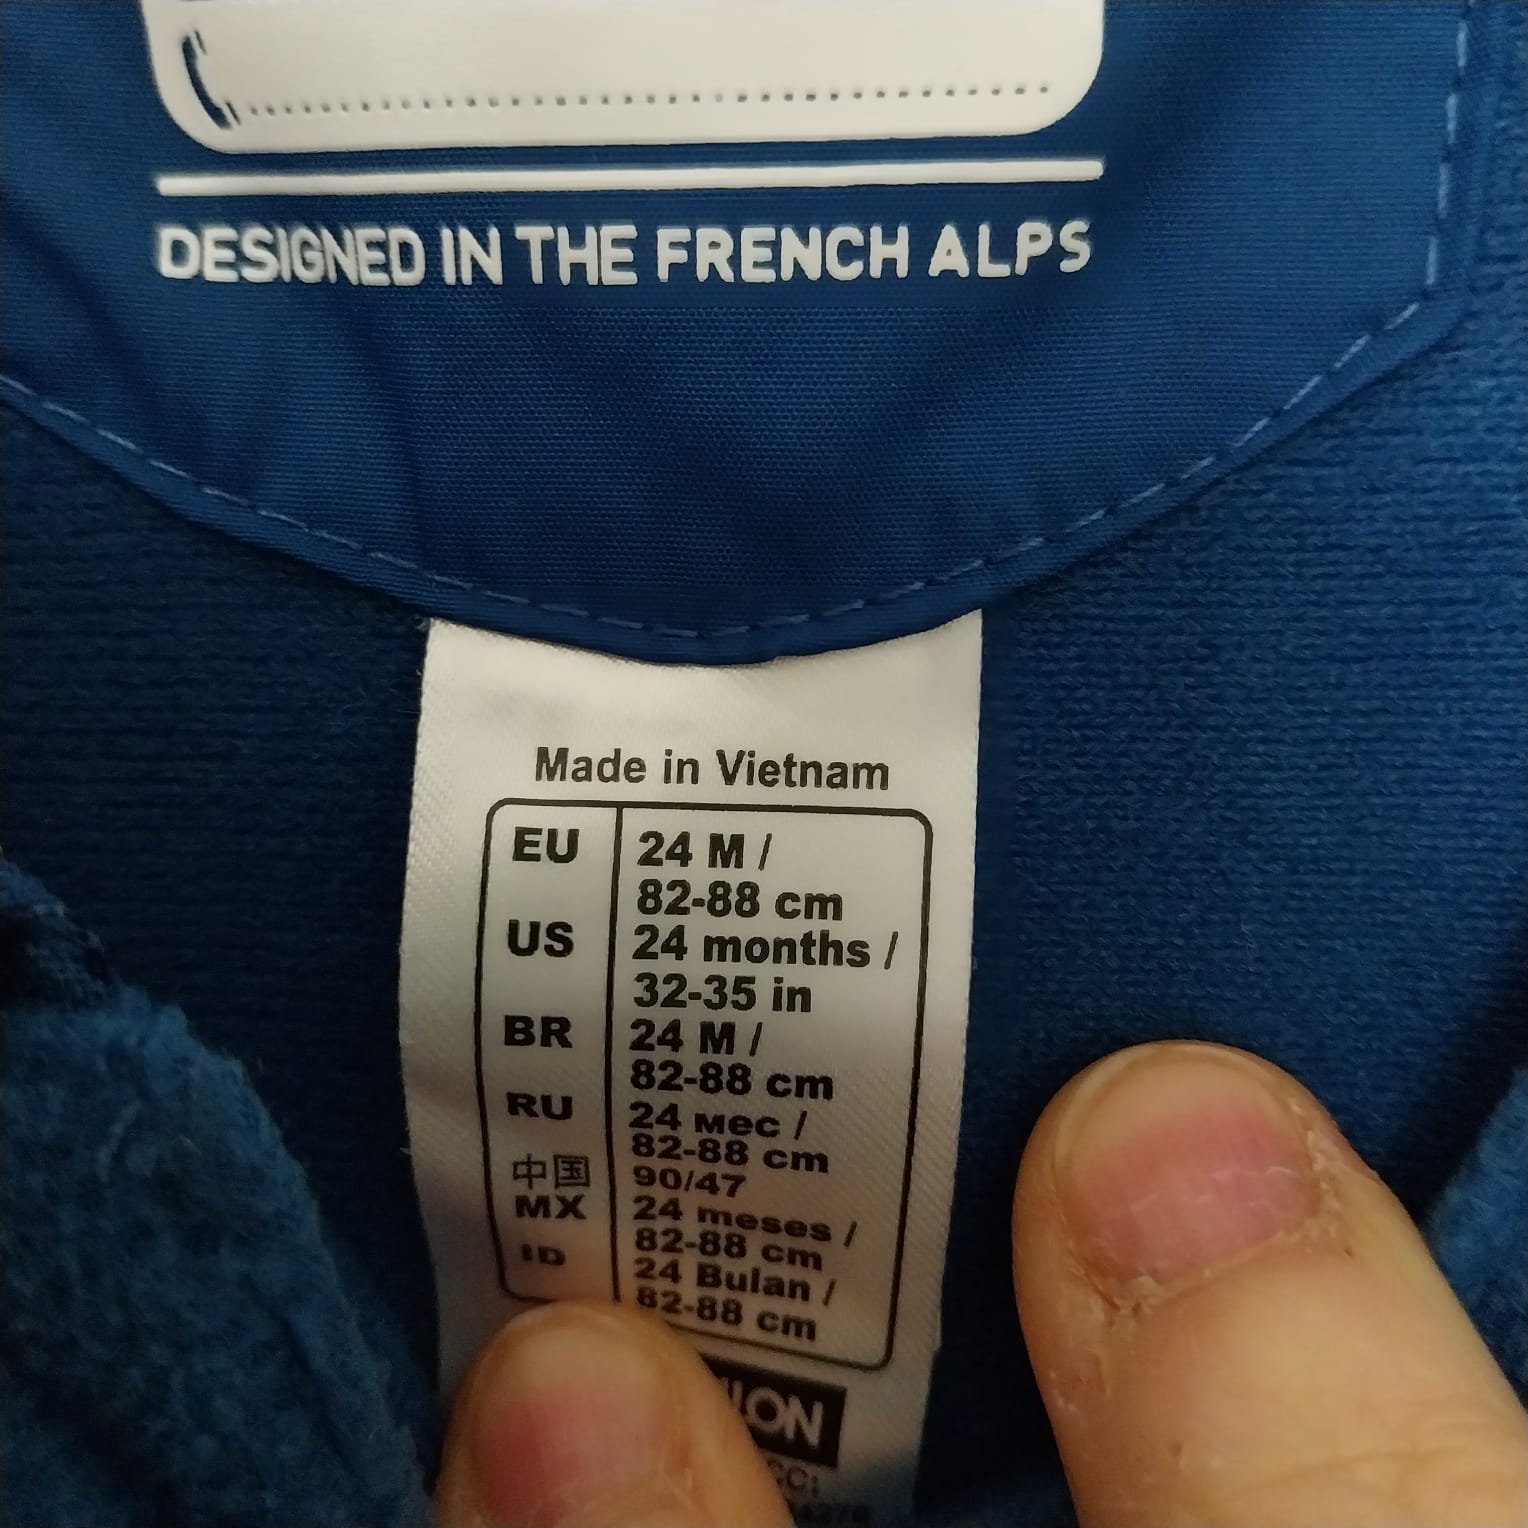 DESIGNED IN THE FRENCH ALPS
Made in Vietnam
EU 24 M /
82-88 cm
US 24 months /
32-35 in
BR 24 M /
82-88 cm
RU 24 мес /
82-88 cm
中国 90/47
MX 24 meses /
82-88 cm
ID 24 Bulan /
82-88 cm